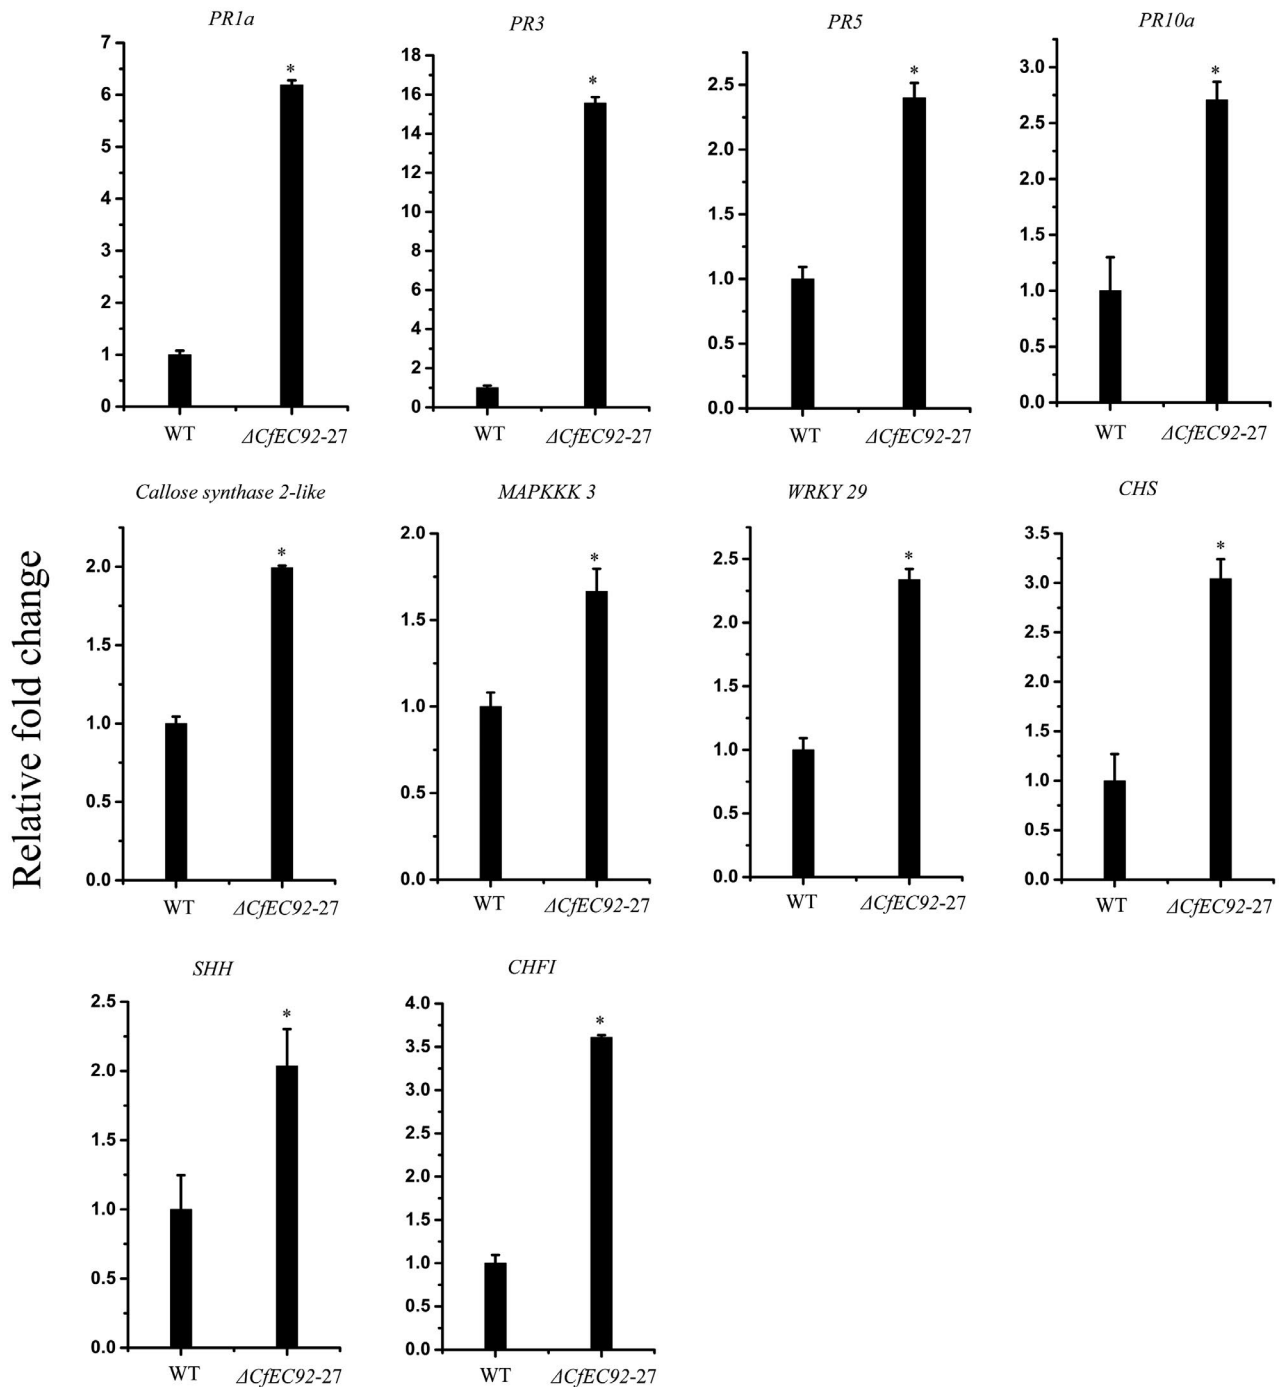 PR1a
PR3
PR5
PR10a
7
6
5
4
3
2
1
0
*
WT
ΔCfEC92-27
18
16
14
12
10
8
6
4
2
0
*
WT
ΔCfEC92-27
2.5
2.0
1.5
1.0
0.5
0.0
*
WT
ΔCfEC92-27
3.0
2.5
2.0
1.5
1.0
0.5
0.0
*
WT
ΔCfEC92-27
Relative fold change
Callose synthase 2-like
MAPKKK 3
WRKY 29
CHS
2.0
1.5
1.0
0.5
0.0
*
WT
ΔCfEC92-27
2.0
1.5
1.0
0.5
0.0
*
WT
ΔCfEC92-27
2.5
2.0
1.5
1.0
0.5
0.0
*
WT
ΔCfEC92-27
3.5
3.0
2.5
2.0
1.5
1.0
0.5
0.0
*
WT
ΔCfEC92-27
SHH
CHFI
2.5
2.0
1.5
1.0
0.5
0.0
*
WT
ΔCfEC92-27
4.0
3.5
3.0
2.5
2.0
1.5
1.0
0.5
0.0
*
WT
ΔCfEC92-27